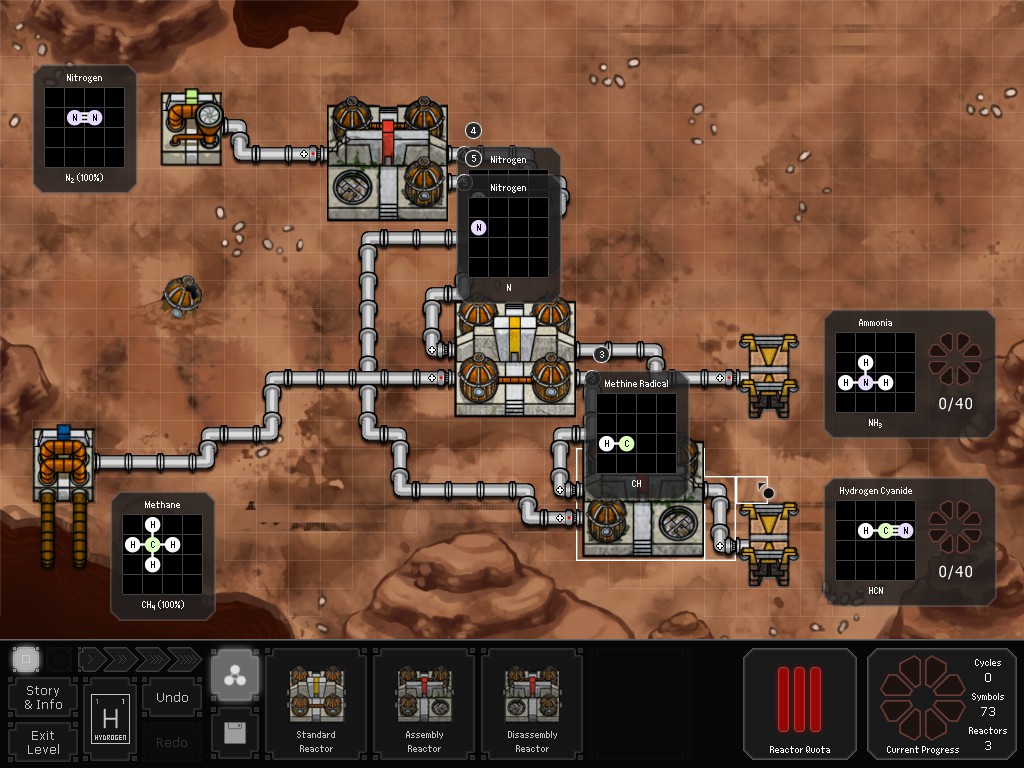 Nitrogen
N = N
N₂ (100%)
4
5
Nitrogen
Nitrogen
N
N
3
Methine Radical
H C
CH
Ammonia
H
H N H
NH₃
0/40
Hydrogen Cyanide
H C N
HCN
0/40
Methane
H
H C H
H
CH₄ (100%)
Story
& Info
Exit
Level
1 1
H
HYDROGEN
Undo
Redo
Standard
Reactor
Assembly
Reactor
Disassembly
Reactor
Reactor Quota
Current Progress
Cycles
0
Symbols
73
Reactors
3